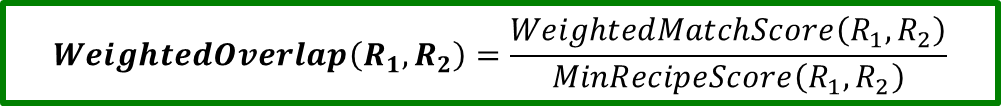 WeightedOverlap(R₁, R₂) = WeightedMatchScore(R₁, R₂) / MinRecipeScore(R₁, R₂)